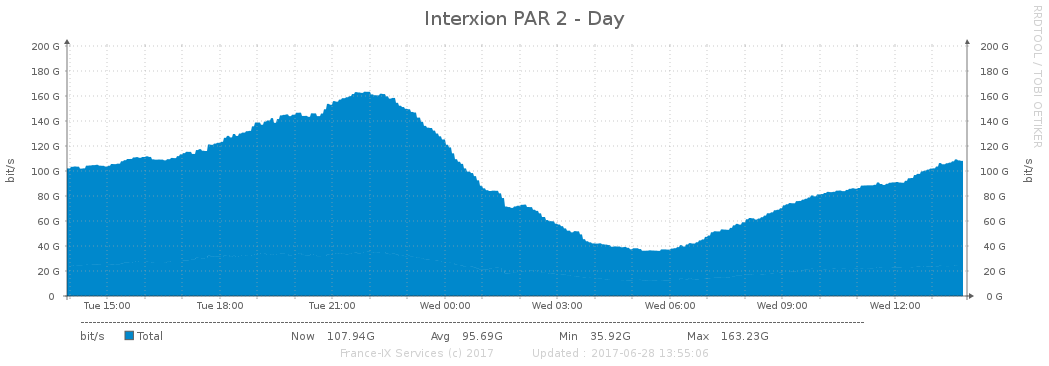 Interxion PAR 2 - Day
RRDTOOL / TOBI OETIKER
200 G 200 G
180 G 180 G
160 G 160 G
140 G 140 G
120 G 120 G
100 G 100 G
80 G 80 G
60 G 60 G
40 G 40 G
20 G 20 G
0 0 G
bit/s bit/s
Tue 15:00 Tue 18:00 Tue 21:00 Wed 00:00 Wed 03:00 Wed 06:00 Wed 09:00 Wed 12:00
bit/s Total Now 107.94G Avg 95.69G Min 35.92G Max 163.23G
France-IX Services (c) 2017 Updated : 2017-06-28 13:55:06